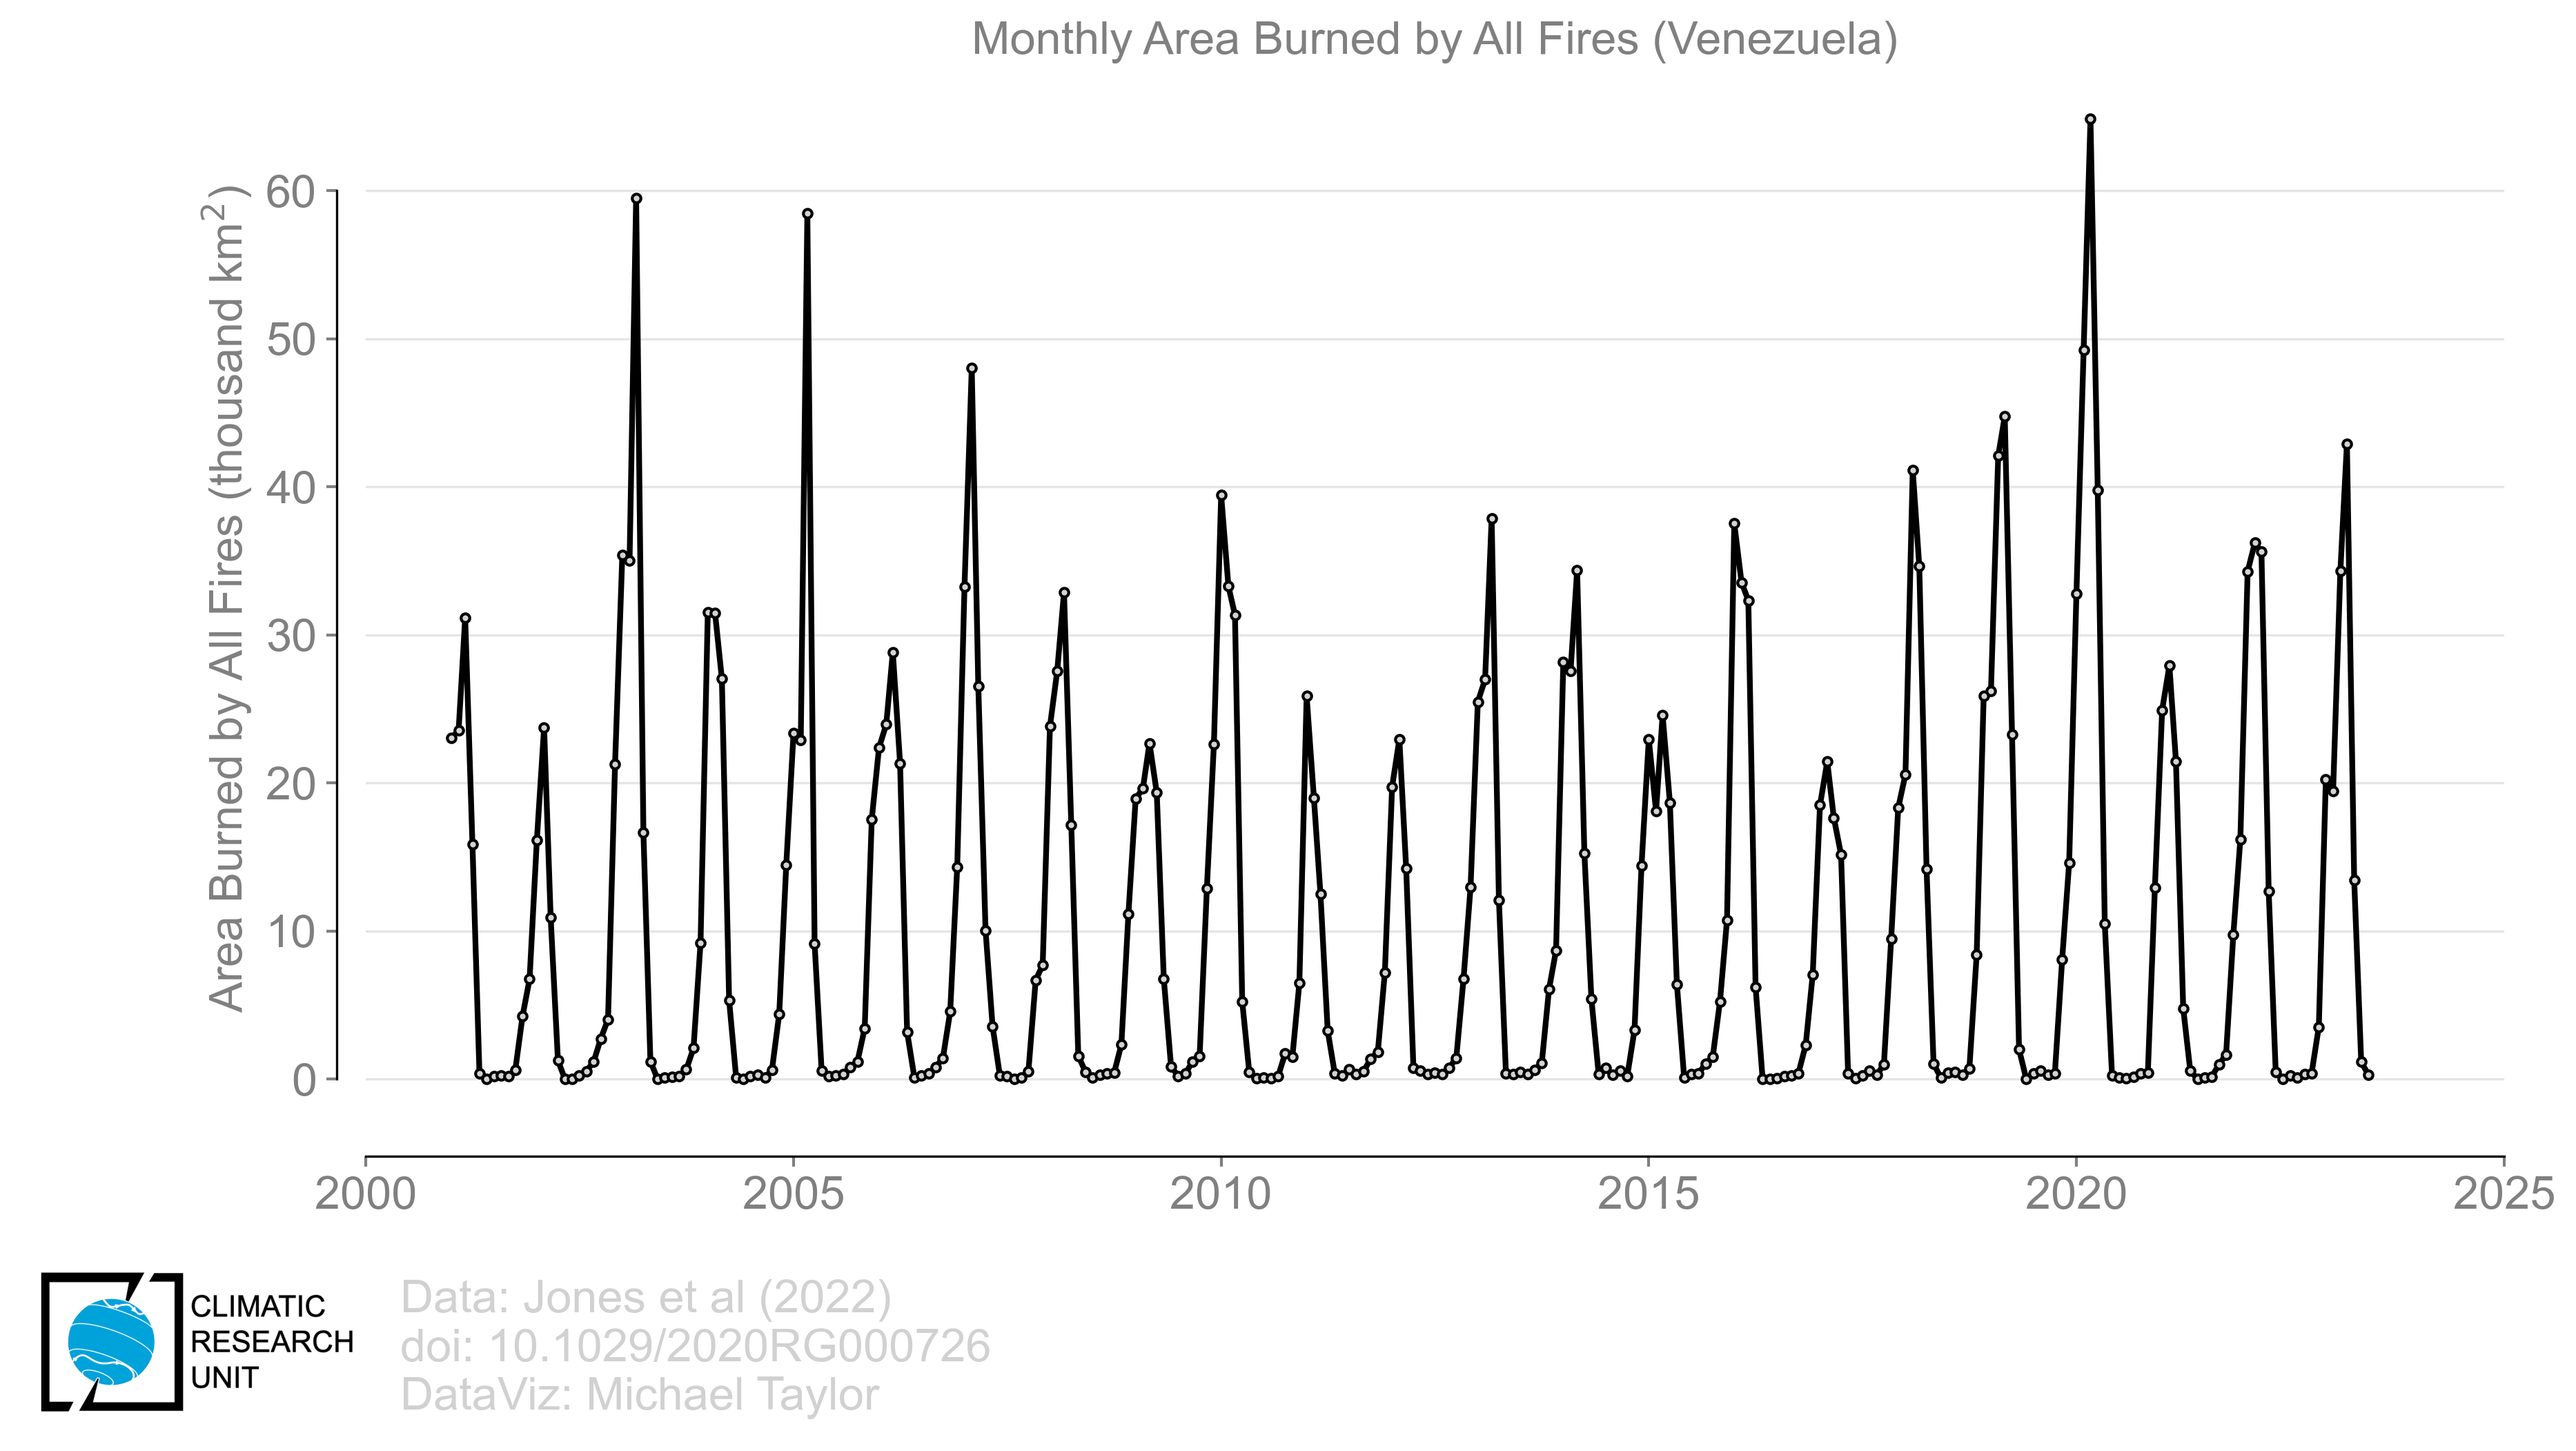 Monthly Area Burned by All Fires (Venezuela)
Area Burned by All Fires (thousand km²)
60
50
40
30
20
10
0
2000 2005 2010 2015 2020 2025
CLIMATIC
RESEARCH
UNIT
Data: Jones et al (2022)
doi: 10.1029/2020RG000726
DataViz: Michael Taylor